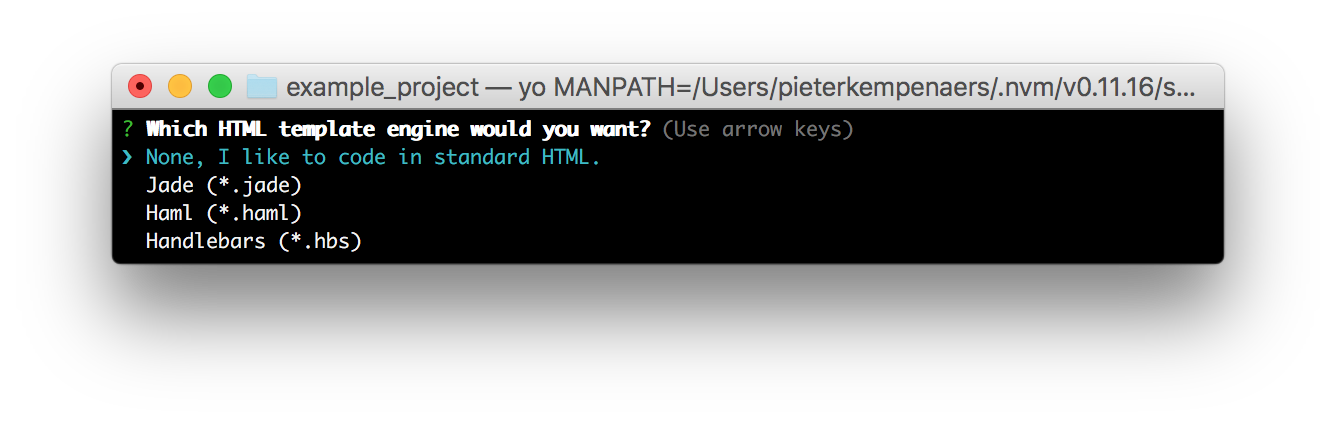 example_project — yo MANPATH=/Users/pieterkempenaers/.nvm/v0.11.16/s...
? Which HTML template engine would you want? (Use arrow keys)
❯ None, I like to code in standard HTML.
Jade (*.jade)
Haml (*.haml)
Handlebars (*.hbs)